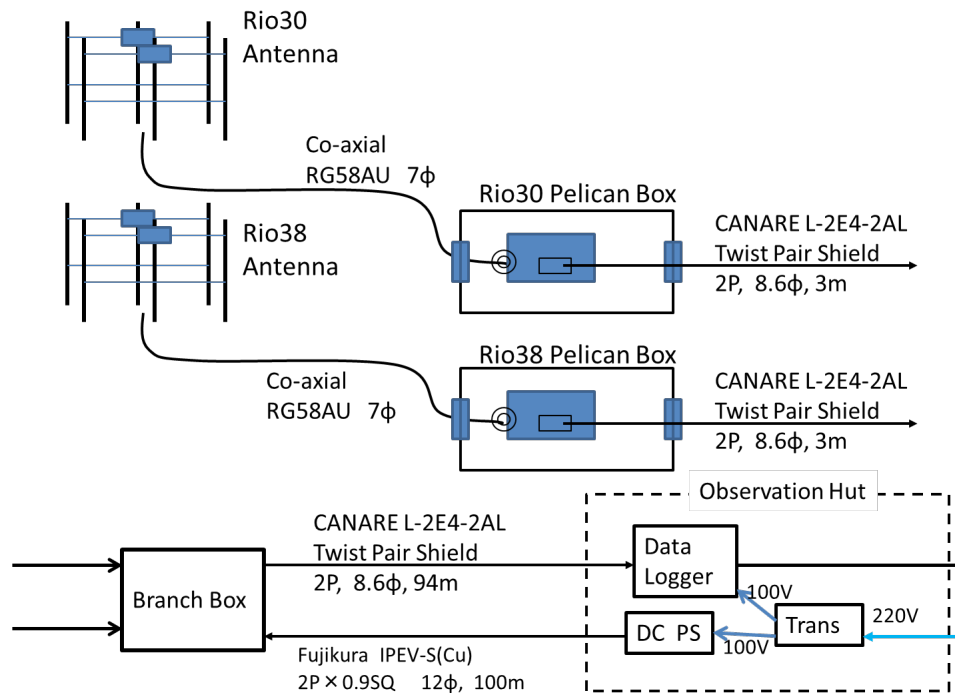 Rio30
Antenna
Co-axial
RG58AU 7ϕ
Rio30 Pelican Box
CANARE L-2E4-2AL
Twist Pair Shield
2P, 8.6ϕ, 3m
Rio38
Antenna
Co-axial
RG58AU 7ϕ
Rio38 Pelican Box
CANARE L-2E4-2AL
Twist Pair Shield
2P, 8.6ϕ, 3m
Observation Hut
CANARE L-2E4-2AL
Twist Pair Shield
2P, 8.6ϕ, 94m
Branch Box
Data
Logger
100V
Trans
220V
DC PS
100V
Fujikura IPEV-S(Cu)
2P×0.9SQ 12ϕ, 100m